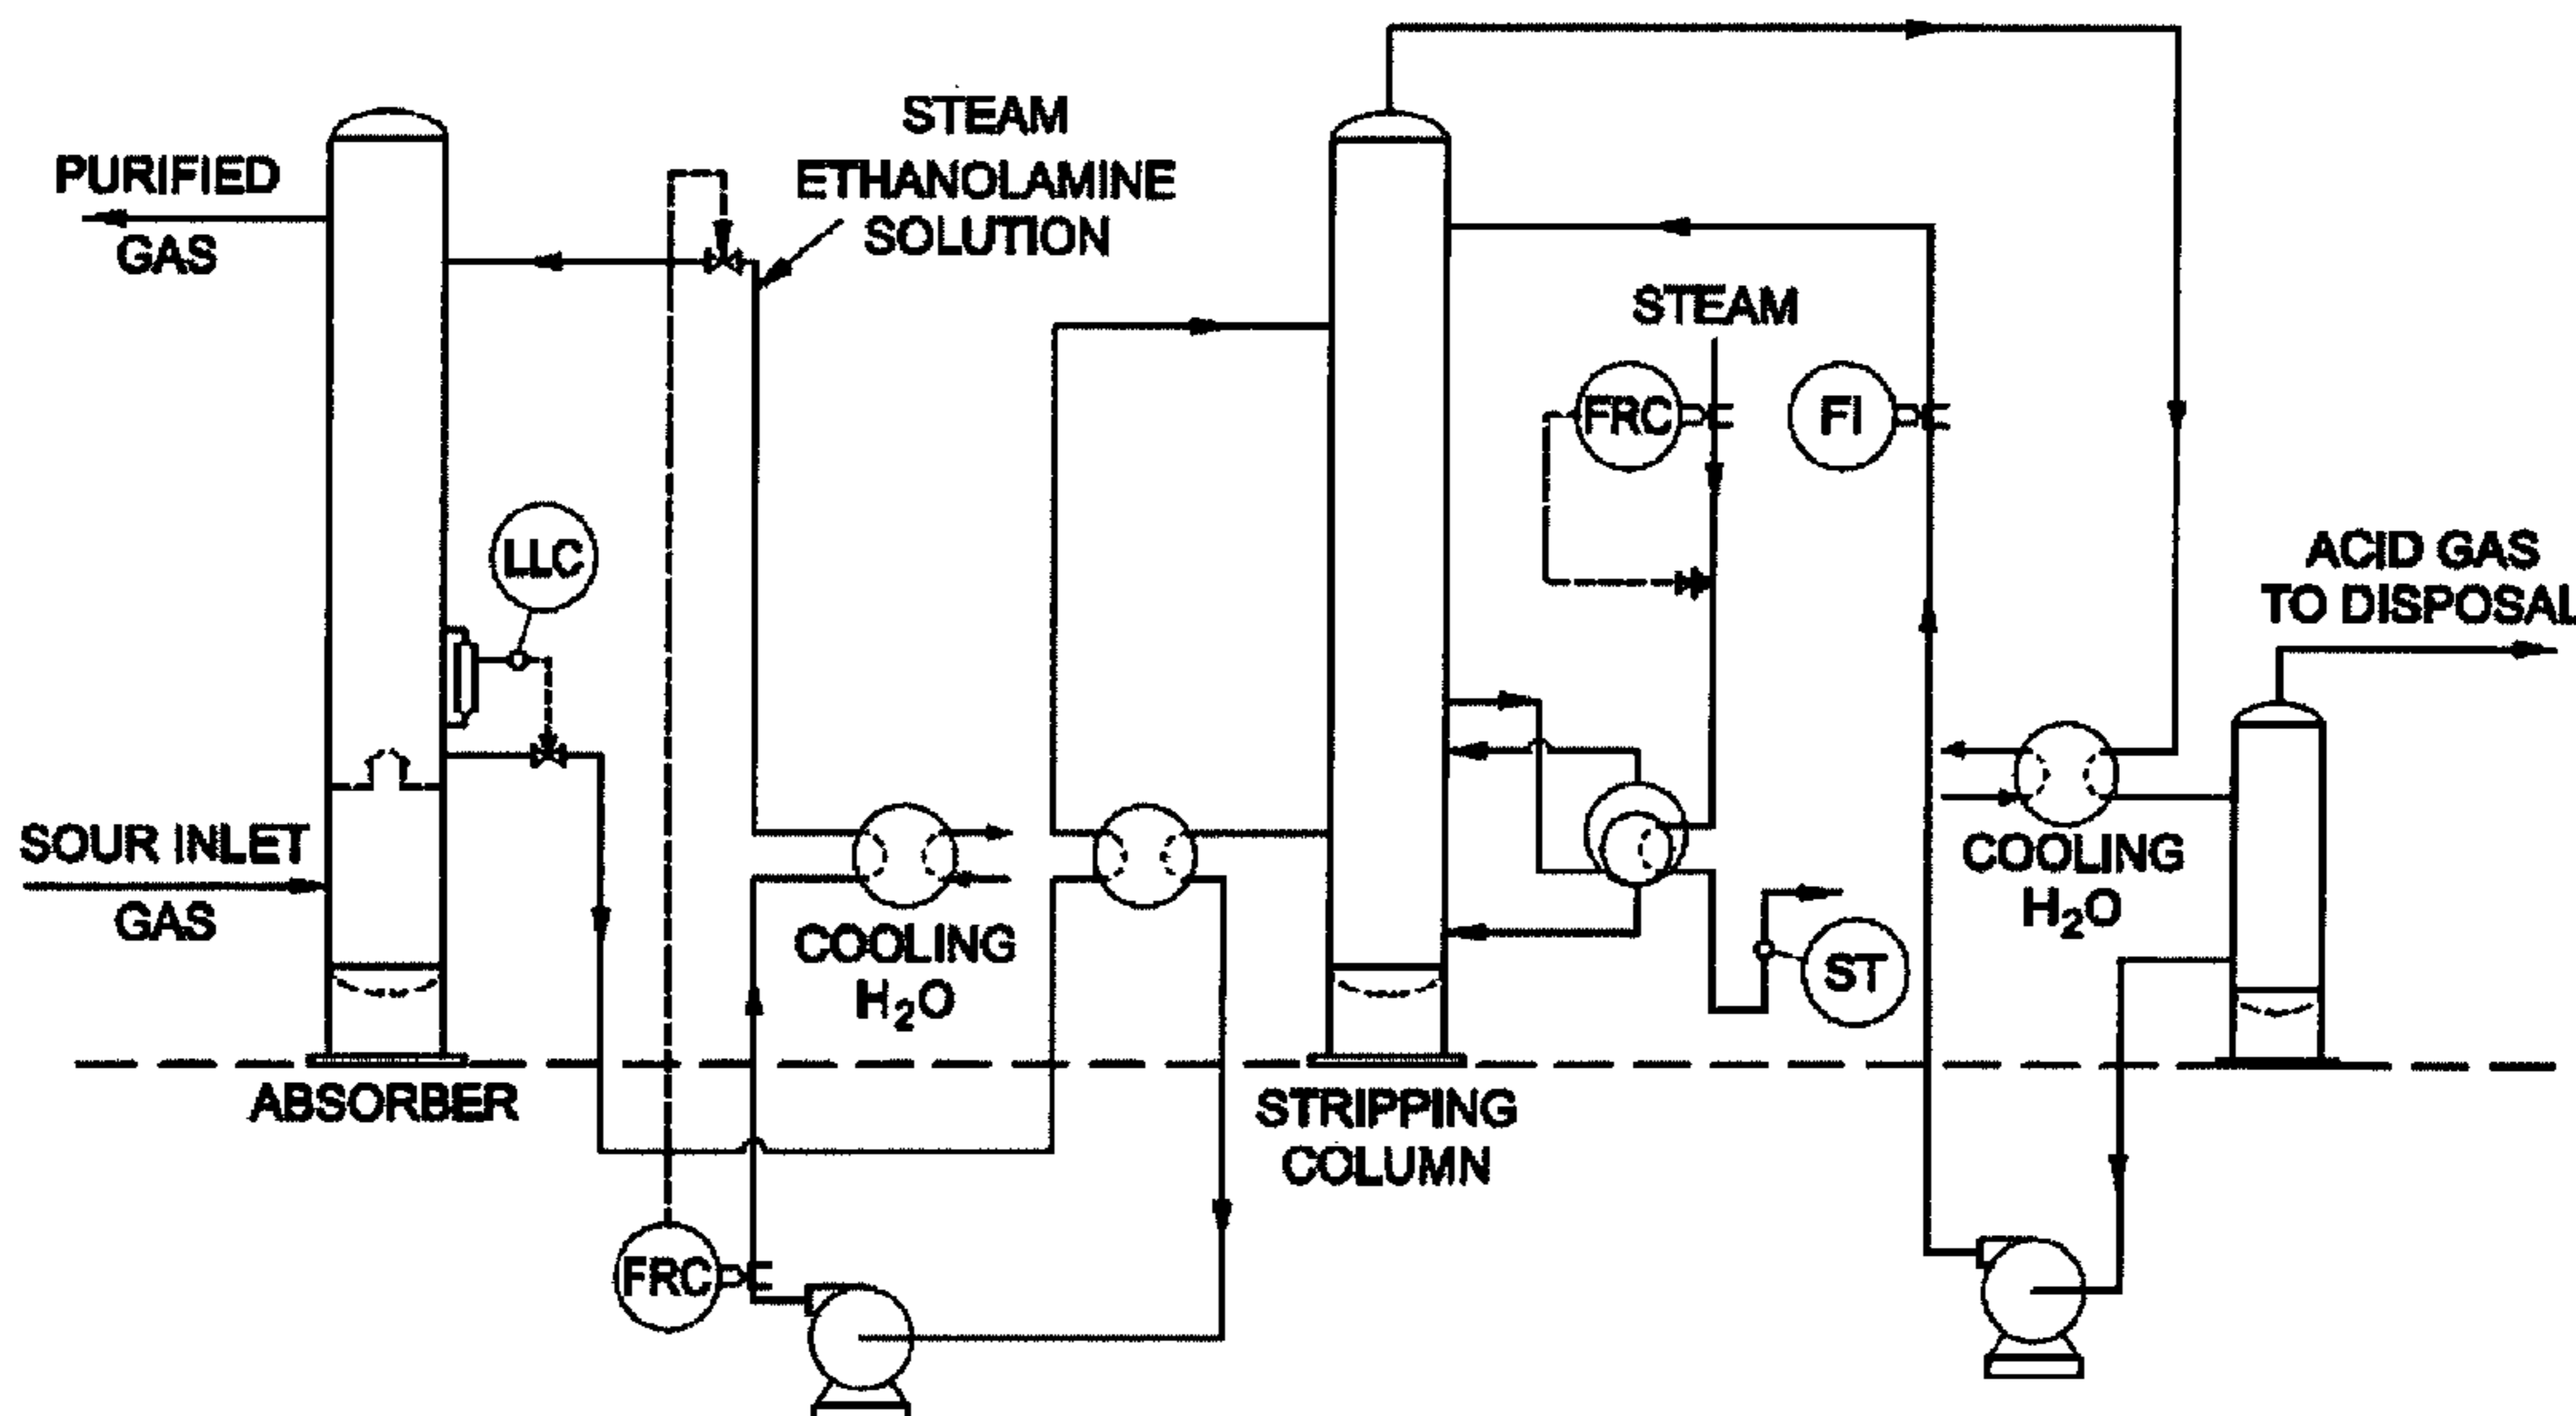 PURIFIED
GAS
STEAM
ETHANOLAMINE
SOLUTION
LLC
SOUR INLET
GAS
ABSORBER
COOLING
H₂O
FRC
STEAM
FRC
FI
ST
STRIPPING
COLUMN
COOLING
H₂O
ACID GAS
TO DISPOSAL